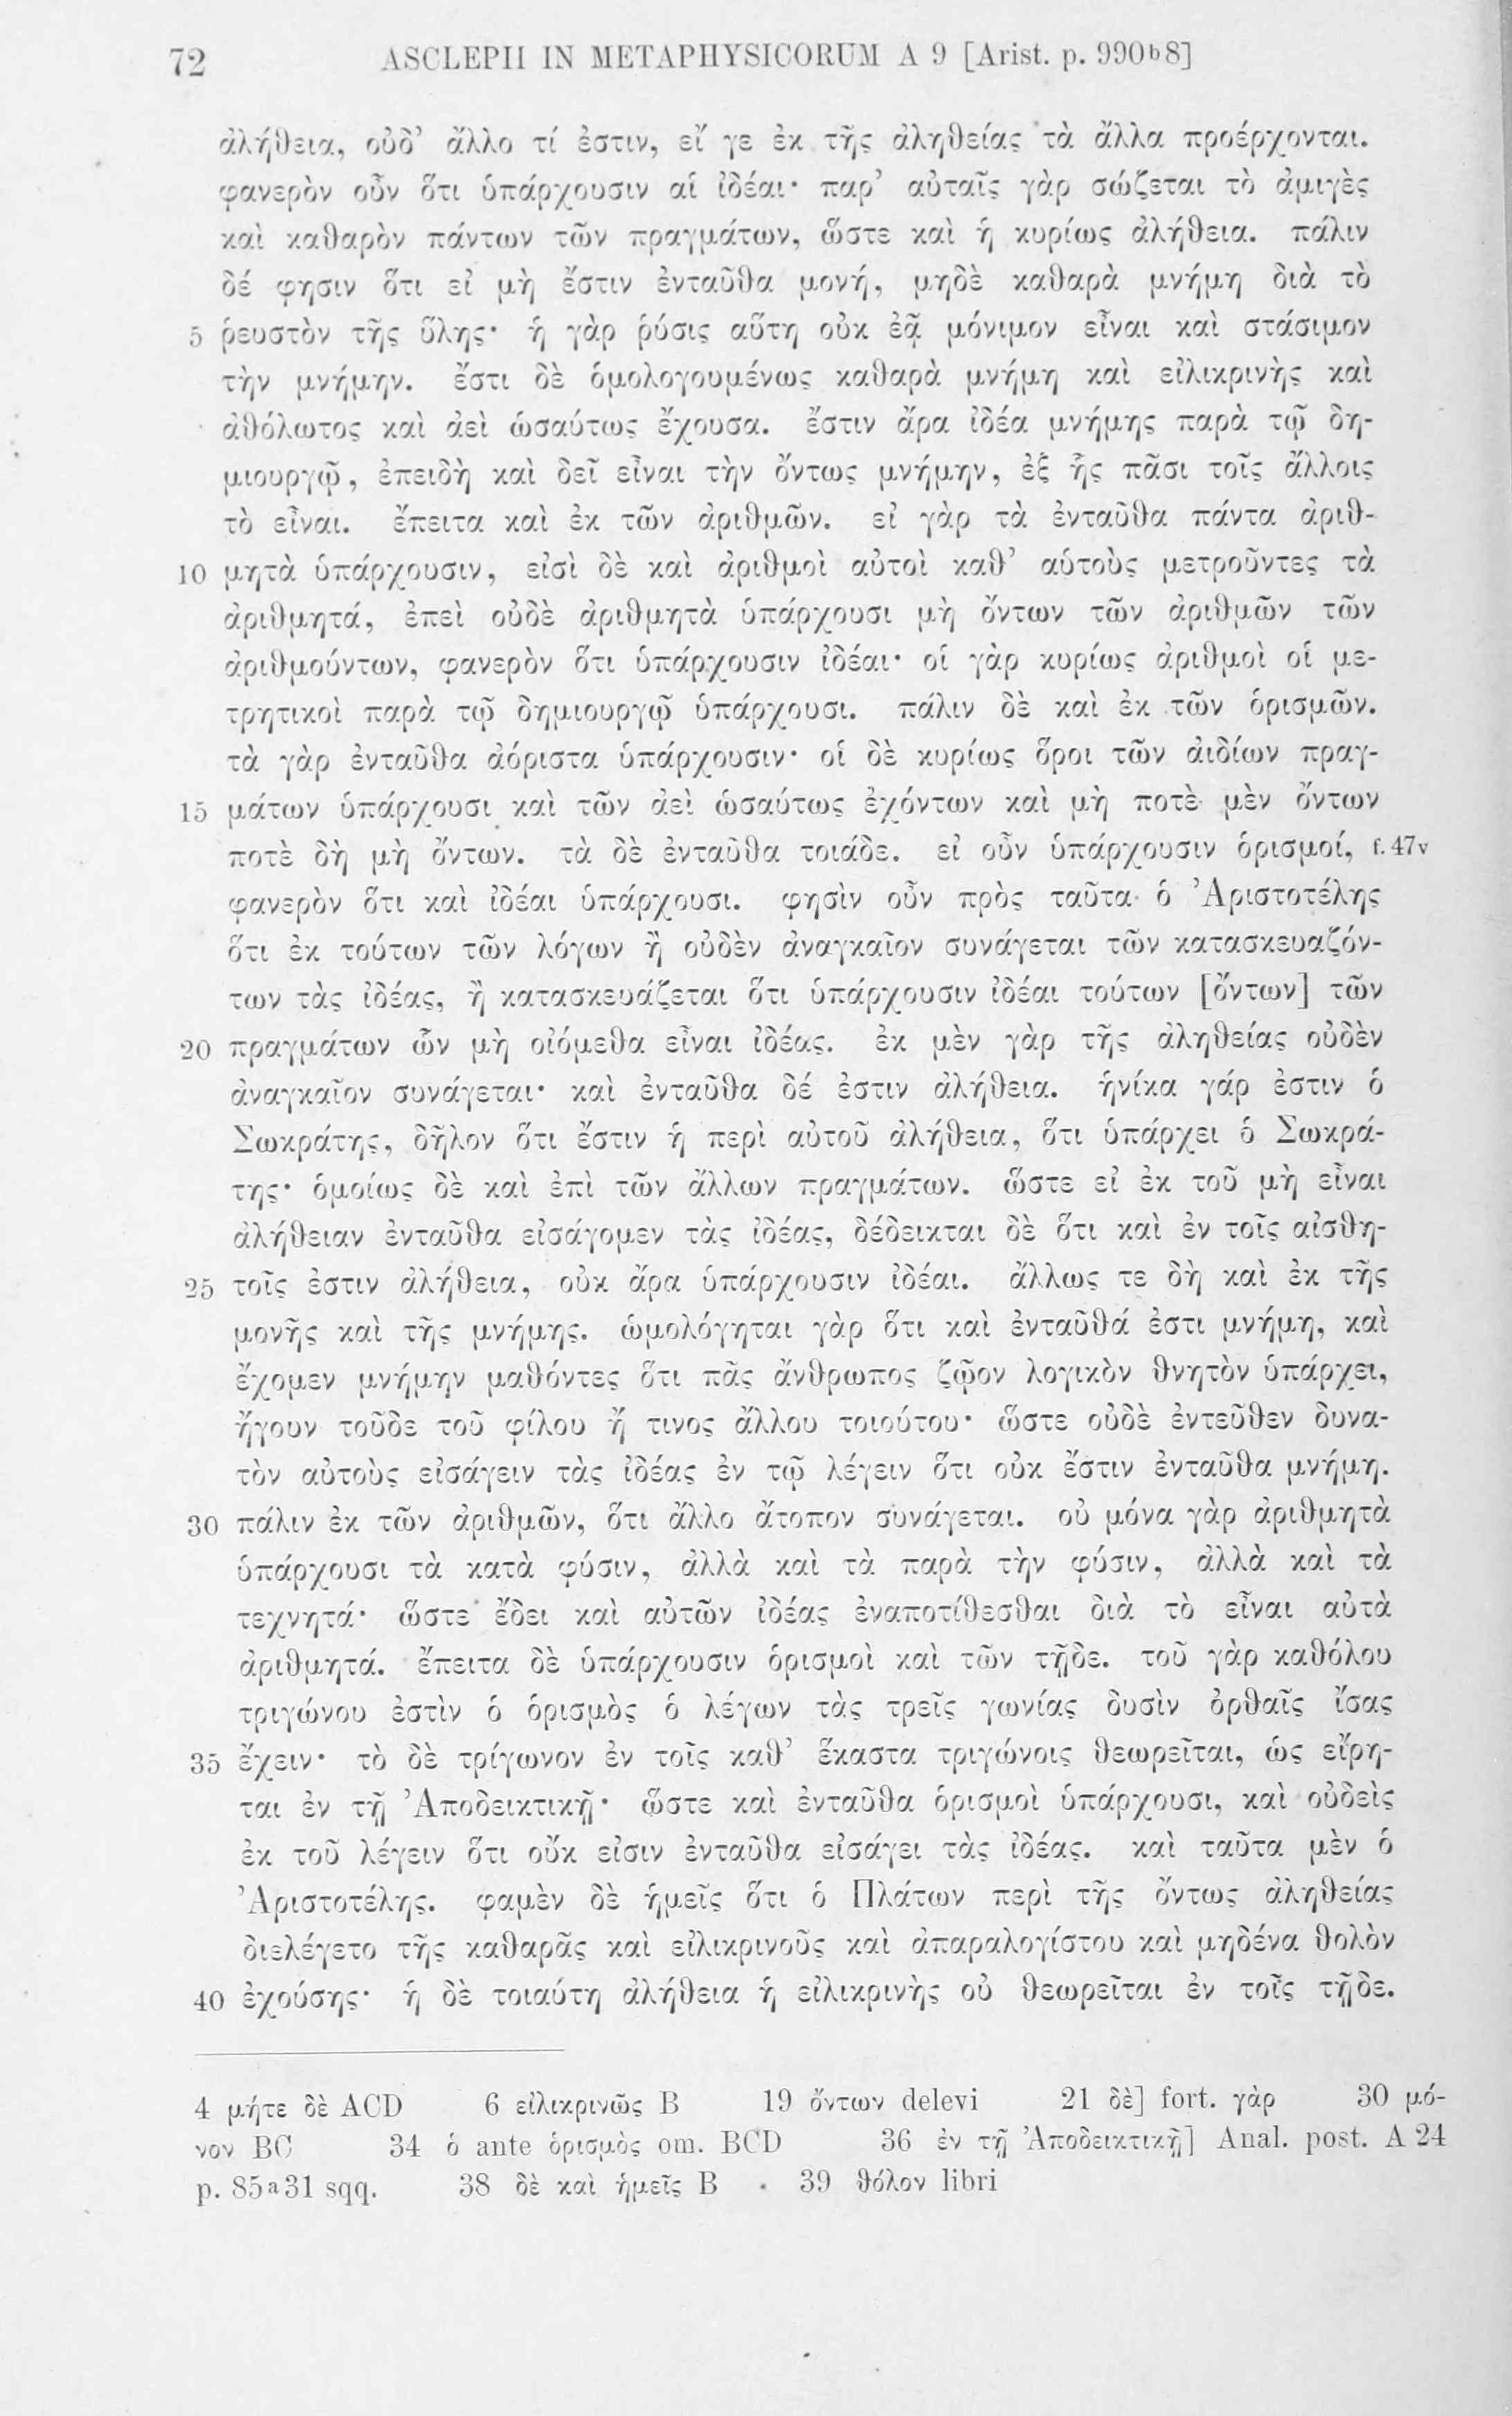 72 ASCLEPII IN METAPHYSICORUM A 9 [Arist. p. 990b8]
ἀλήθεια, οὐδ’ ἄλλο τί ἐστιν, εἴ γε ἐκ τῆς ἀληθείας τὰ ἄλλα προέρχονται.
φανερὸν οὖν ὅτι ὑπάρχουσιν αἱ ἰδέαι· παρ’ αὐταῖς γὰρ σώζεται τὸ ἀμιγὲς
καὶ καθαρὸν πάντων τῶν πραγμάτων, ὥστε καὶ ἡ κυρίως ἀλήθεια. πάλιν
δέ φησιν ὅτι εἰ μὴ ἔστιν ἐνταῦθα μονή, μηδὲ καθαρὰ μνήμη διὰ τὸ
5 ῥευστὸν τῆς ὕλης· ἡ γὰρ ῥύσις αὕτη οὐκ ἐᾷ μόνιμον εἶναι καὶ στάσιμον
τὴν μνήμην. ἔστι δὲ ὁμολογουμένως καθαρὰ μνήμη καὶ εἰλικρινὴς καὶ
ἀθόλωτος καὶ ἀεὶ ὡσαύτως ἔχουσα. ἔστιν ἄρα ἰδέα μνήμης παρὰ τῷ δη-
μιουργῷ, ἐπειδὴ καὶ δεῖ εἶναι τὴν ὄντως μνήμην, ἐξ ἧς πᾶσι τοῖς ἄλλοις
τὸ εἶναι. ἔπειτα καὶ ἐκ τῶν ἀριθμῶν. εἰ γὰρ τὰ ἐνταῦθα πάντα ἀριθ-
10 μητὰ ὑπάρχουσιν, εἰσὶ δὲ καὶ ἀριθμοὶ αὐτοὶ καθ’ αὑτοὺς μετροῦντες τὰ
ἀριθμητά, ἐπεὶ οὐδὲ ἀριθμητὰ ὑπάρχουσι μὴ ὄντων τῶν ἀριθμῶν τῶν
ἀριθμούντων, φανερὸν ὅτι ὑπάρχουσιν ἰδέαι· οἱ γὰρ κυρίως ἀριθμοὶ οἱ με-
τρητικοὶ παρὰ τῷ δημιουργῷ ὑπάρχουσι. πάλιν δὲ καὶ ἐκ τῶν ὁρισμῶν.
τὰ γὰρ ἐνταῦθα ἀόριστα ὑπάρχουσιν· οἱ δὲ κυρίως ὅροι τῶν ἀιδίων πραγ-
15 μάτων ὑπάρχουσι καὶ τῶν ἀεὶ ὡσαύτως ἐχόντων καὶ μὴ ποτὲ μὲν ὄντων
ποτὲ δὴ μὴ ὄντων. τὰ δὲ ἐνταῦθα τοιάδε. εἰ οὖν ὑπάρχουσιν ὁρισμοί, f. 47v
φανερὸν ὅτι καὶ ἰδέαι ὑπάρχουσι. φησὶν οὖν πρὸς ταῦτα ὁ Ἀριστοτέλης
ὅτι ἐκ τούτων τῶν λόγων ἢ οὐδὲν ἀναγκαῖον συνάγεται τῶν κατασκευαζόν-
των τὰς ἰδέας, ἢ κατασκευάζεται ὅτι ὑπάρχουσιν ἰδέαι τούτων [ὄντων] τῶν
20 πραγμάτων ὧν μὴ οἰόμεθα εἶναι ἰδέας. ἐκ μὲν γὰρ τῆς ἀληθείας οὐδὲν
ἀναγκαῖον συνάγεται· καὶ ἐνταῦθα δέ ἐστιν ἀλήθεια. ἡνίκα γάρ ἐστιν ὁ
Σωκράτης, δῆλον ὅτι ἔστιν ἡ περὶ αὐτοῦ ἀλήθεια, ὅτι ὑπάρχει ὁ Σωκρά-
της· ὁμοίως δὲ καὶ ἐπὶ τῶν ἄλλων πραγμάτων. ὥστε εἰ ἐκ τοῦ μὴ εἶναι
ἀλήθειαν ἐνταῦθα εἰσάγομεν τὰς ἰδέας, δέδεικται δὲ ὅτι καὶ ἐν τοῖς αἰσθη-
25 τοῖς ἐστιν ἀλήθεια, οὐκ ἄρα ὑπάρχουσιν ἰδέαι. ἄλλως τε δὴ καὶ ἐκ τῆς
μονῆς καὶ τῆς μνήμης. ὡμολόγηται γὰρ ὅτι καὶ ἐνταῦθά ἐστι μνήμη, καὶ
ἔχομεν μνήμην μαθόντες ὅτι πᾶς ἄνθρωπος ζῷον λογικὸν θνητὸν ὑπάρχει,
ἤγουν τοῦδε τοῦ φίλου ἤ τινος ἄλλου τοιούτου· ὥστε οὐδὲ ἐντεῦθεν δυνα-
τὸν αὐτοὺς εἰσάγειν τὰς ἰδέας ἐν τῷ λέγειν ὅτι οὐκ ἔστιν ἐνταῦθα μνήμη.
30 πάλιν ἐκ τῶν ἀριθμῶν, ὅτι ἄλλο ἄτοπον συνάγεται. οὐ μόνα γὰρ ἀριθμητὰ
ὑπάρχουσι τὰ κατὰ φύσιν, ἀλλὰ καὶ τὰ παρὰ τὴν φύσιν, ἀλλὰ καὶ τὰ
τεχνητά· ὥστε ἔδει καὶ αὐτῶν ἰδέας ἐναποτίθεσθαι διὰ τὸ εἶναι αὐτὰ
ἀριθμητά. ἔπειτα δὲ ὑπάρχουσιν ὁρισμοὶ καὶ τῶν τῇδε. τοῦ γὰρ καθόλου
τριγώνου ἐστὶν ὁ ὁρισμὸς ὁ λέγων τὰς τρεῖς γωνίας δυσὶν ὀρθαῖς ἴσας
35 ἔχειν· τὸ δὲ τρίγωνον ἐν τοῖς καθ’ ἕκαστα τριγώνοις θεωρεῖται, ὡς εἴρη-
ται ἐν τῇ Ἀποδεικτικῇ· ὥστε καὶ ἐνταῦθα ὁρισμοὶ ὑπάρχουσι, καὶ οὐδεὶς
ἐκ τοῦ λέγειν ὅτι οὔκ εἰσιν ἐνταῦθα εἰσάγει τὰς ἰδέας. καὶ ταῦτα μὲν ὁ
Ἀριστοτέλης. φαμὲν δὲ ἡμεῖς ὅτι ὁ Πλάτων περὶ τῆς ὄντως ἀληθείας
διελέγετο τῆς καθαρᾶς καὶ εἰλικρινοῦς καὶ ἀπαραλογίστου καὶ μηδένα θολὸν
40 ἐχούσης· ἡ δὲ τοιαύτη ἀλήθεια ἡ εἰλικρινὴς οὐ θεωρεῖται ἐν τοῖς τῇδε.
4 μήτε δὲ ACD 6 εἰλικρινῶς B 19 ὄντων delevi 21 δὲ] fort. γὰρ 30 μό-
νον BC 34 ὁ ante ὁρισμὸς om. BCD 36 ἐν τῇ Ἀποδεικτικῇ] Anal. post. A 24
p. 85a31 sqq. 38 δὲ καὶ ἡμεῖς B 39 θόλον libri